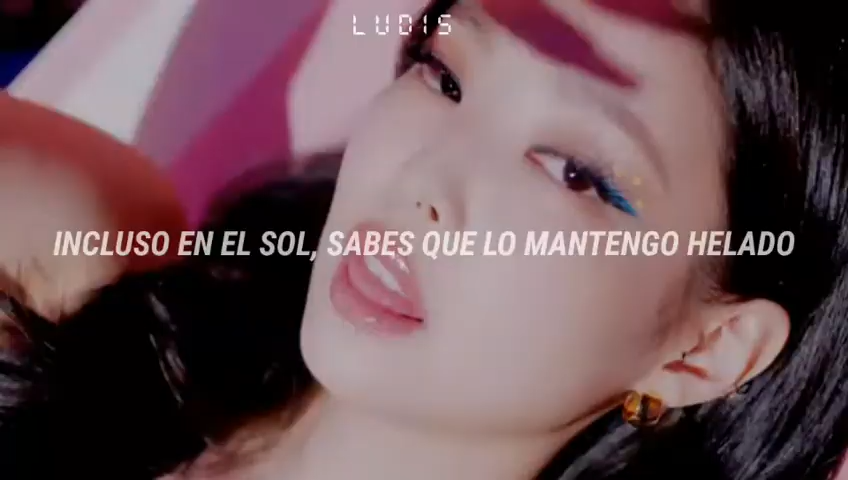 LUDIS
INCLUSO EN EL SOL, SABES QUE LO MANTENGO HELADO